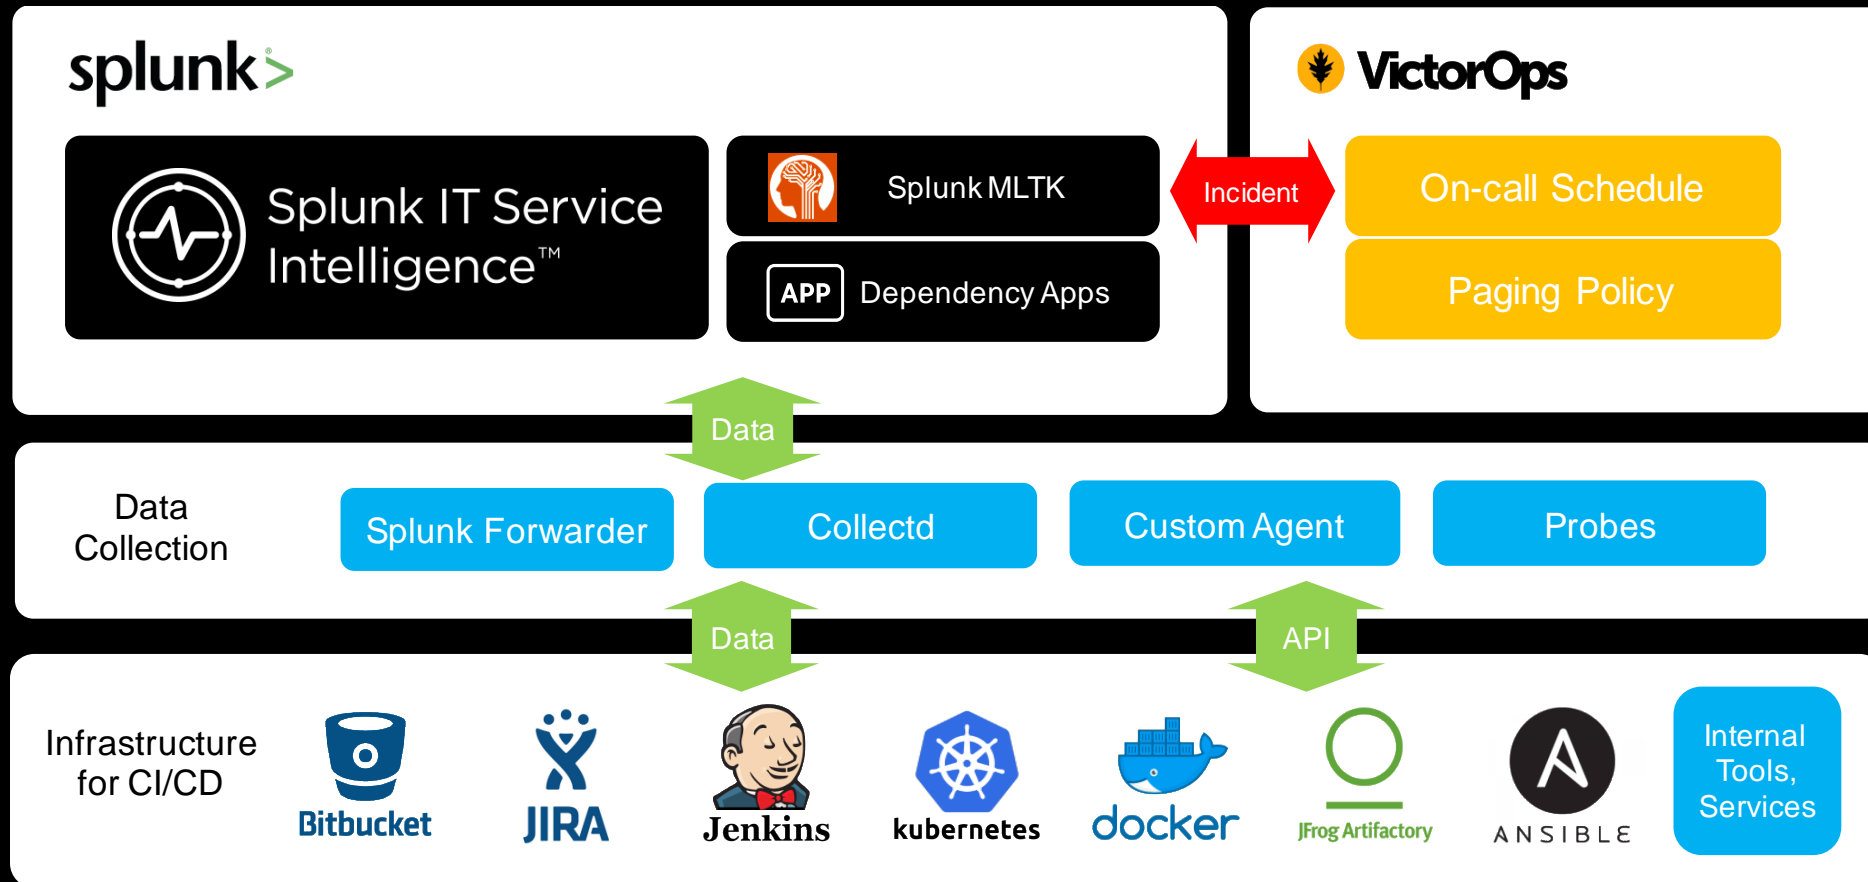 splunk>
VictorOps
Splunk IT Service
Intelligence™
Splunk MLTK
APP Dependency Apps
Incident
On-call Schedule
Paging Policy
Data
Data
Collection
Splunk Forwarder
Collectd
Custom Agent
Probes
Data
API
Infrastructure
for CI/CD
Bitbucket
JIRA
Jenkins
kubernetes
docker
JFrog Artifactory
ANSIBLE
Internal
Tools,
Services